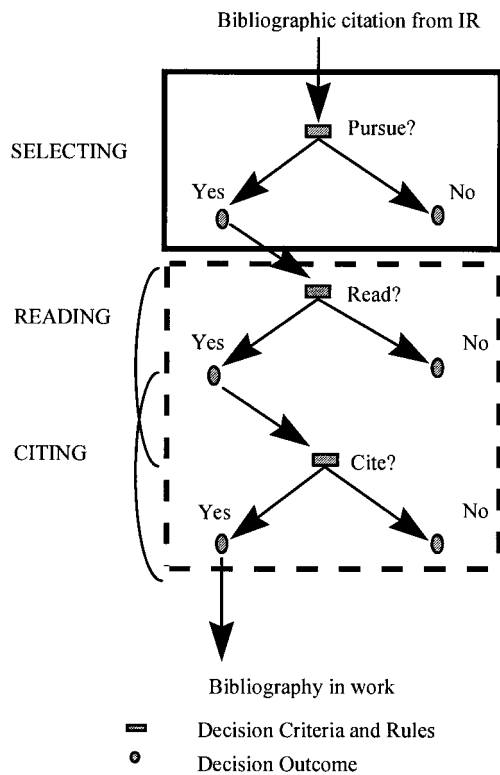 Bibliographic citation from IR
Pursue?
SELECTING
Yes
No
Read?
READING
Yes
No
CITING
Cite?
Yes
No
Bibliography in work
Decision Criteria and Rules
Decision Outcome